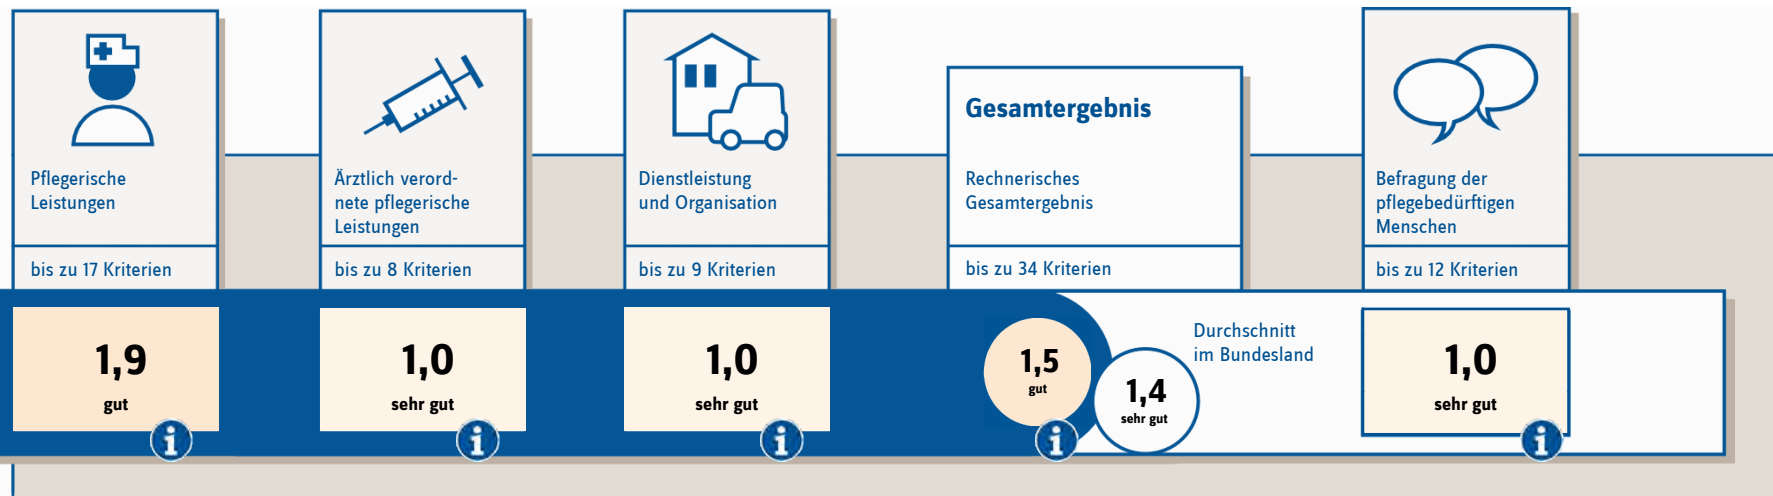 Pflegerische
Leistungen
bis zu 17 Kriterien
1,9
gut
Ärztlich verord-
nete pflegerische
Leistungen
bis zu 8 Kriterien
1,0
sehr gut
Dienstleistung
und Organisation
bis zu 9 Kriterien
1,0
sehr gut
Gesamtergebnis
Rechnerisches
Gesamtergebnis
bis zu 34 Kriterien
1,5
gut
1,4
sehr gut
Durchschnitt
im Bundesland
Befragung der
pflegebedürftigen
Menschen
bis zu 12 Kriterien
1,0
sehr gut